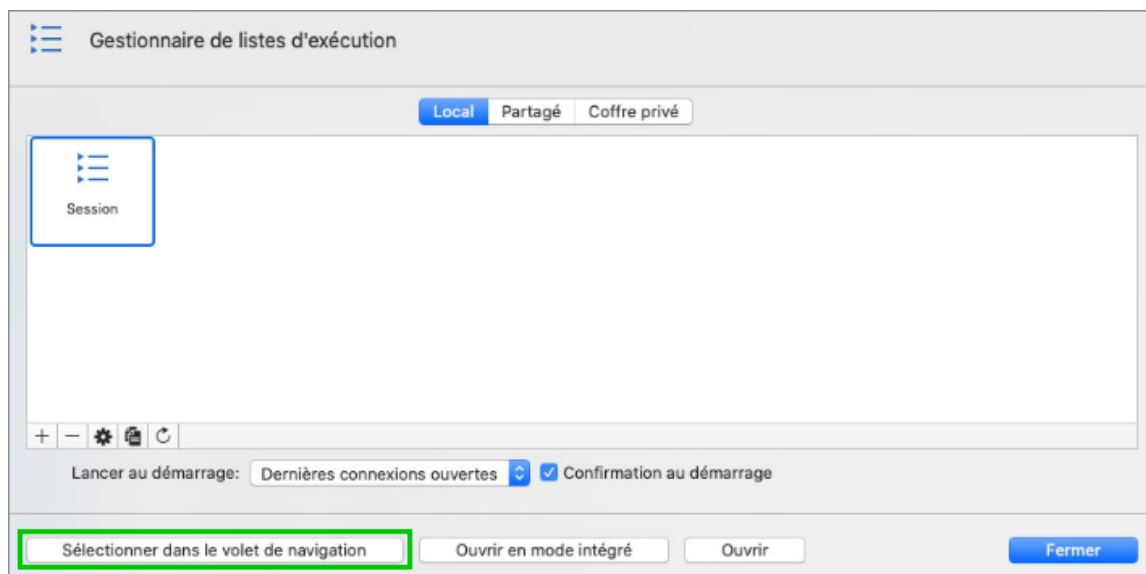 Gestionnaire de listes d'exécution
Local Partagé Coffre privé
Session
Lancer au démarrage: Dernières connexions ouvertes Confirmation au démarrage
Sélectionner dans le volet de navigation Ouvrir en mode intégré Ouvrir Fermer